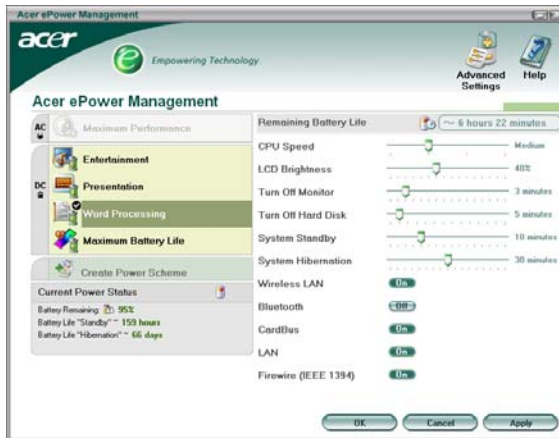 Acer ePower Management
acer
e
Empowering Technology
Advanced Settings
Help
Acer ePower Management
AC
Maximum Performance
DC
Entertainment
Presentation
Word Processing
Maximum Battery Life
Create Power Scheme
Current Power Status
Battery Remaining: 95%
Battery Life "Standby" ~ 159 hours
Battery Life "Hibernation" ~ 66 days
Remaining Battery Life ~ 6 hours 22 minutes
CPU Speed Medium
LCD Brightness 40%
Turn Off Monitor 3 minutes
Turn Off Hard Disk 5 minutes
System Standby 10 minutes
System Hibernation 30 minutes
Wireless LAN On
Bluetooth Off
CardBus On
LAN On
Firewire (IEEE 1394) On
OK Cancel Apply